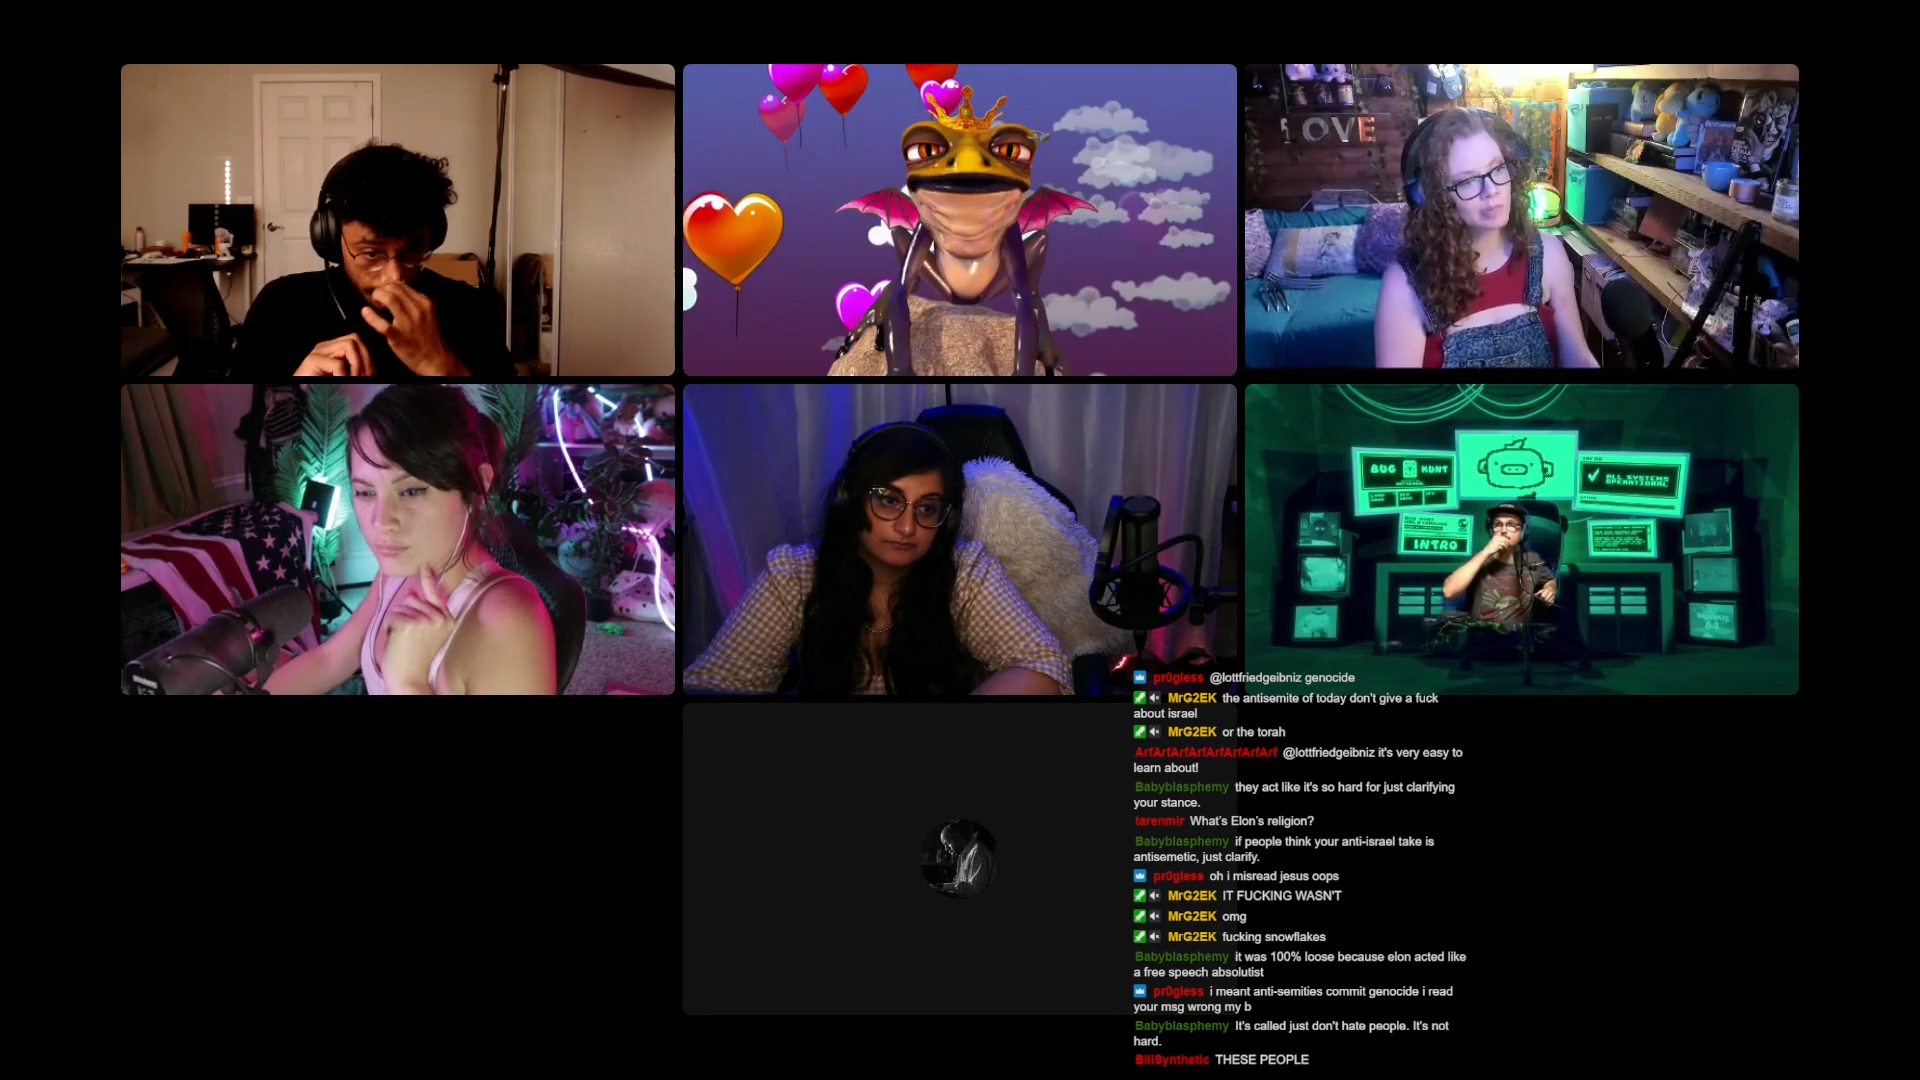 LOVE
BUG HUNT
ALL SYSTEMS
OPERATIONAL
INTRO
pr0gless @lottfriedgeibniz genocide
MrG2EK the antisemite of today don't give a fuck
about israel
MrG2EK or the torah
ArfArfArfArfArfArfArfArf @lottfriedgeibniz it's very easy to
learn about!
Babyblasphemy they act like it's so hard for just clarifying
your stance.
tarenmir What's Elon's religion?
Babyblasphemy if people think your anti-israel take is
antisemetic, just clarify.
pr0gless oh i misread jesus oops
MrG2EK IT FUCKING WASN'T
MrG2EK omg
MrG2EK fucking snowflakes
Babyblasphemy it was 100% loose because elon acted like
a free speech absolutist
pr0gless i meant anti-semities commit genocide i read
your msg wrong my b
Babyblasphemy It's called just don't hate people. It's not
hard.
BillSynthetic THESE PEOPLE